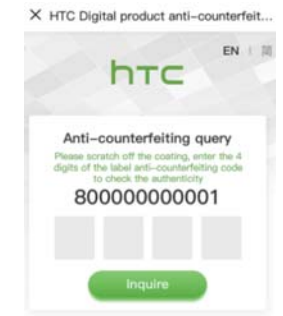 × HTC Digital product anti-counterfeit...
EN | 简
hTC
Anti-counterfeiting query
Please scratch off the coating, enter the 4
digits of the label anti-counterfeiting code
to check the authenticity
800000000001
Inquire